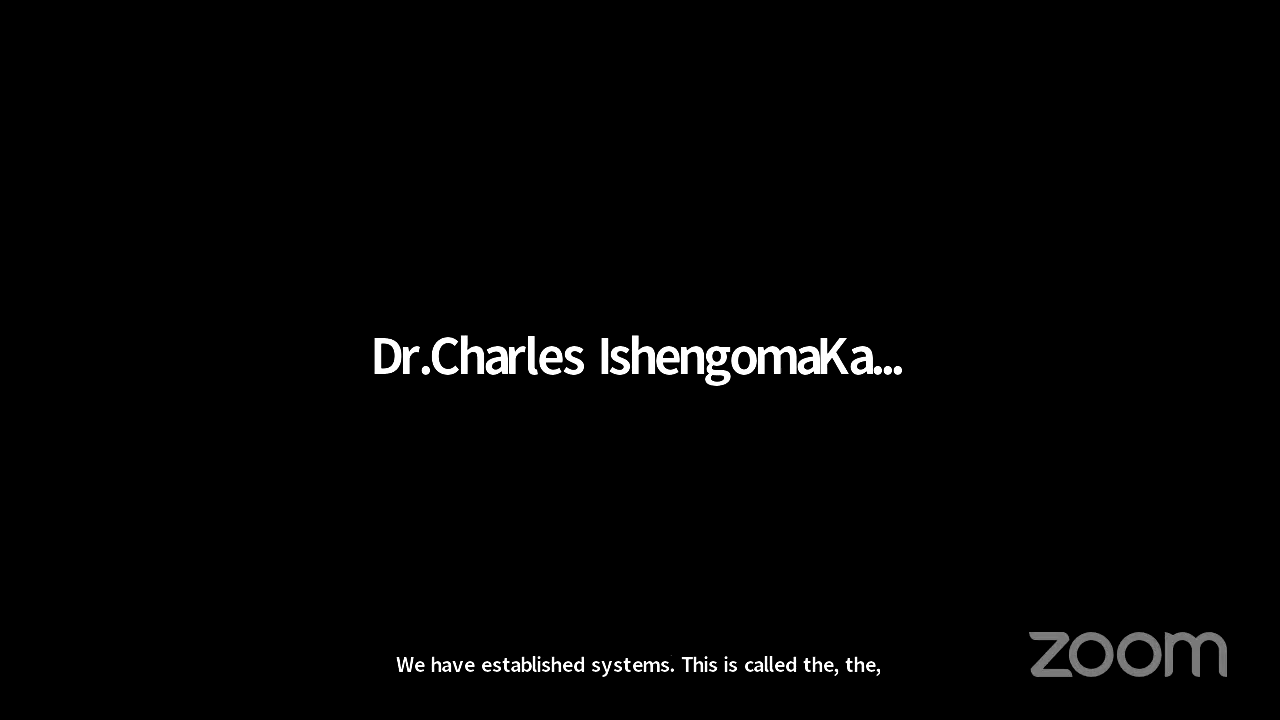 Dr.Charles IshengomaKa...
We have established systems. This is called the, the,
zoom